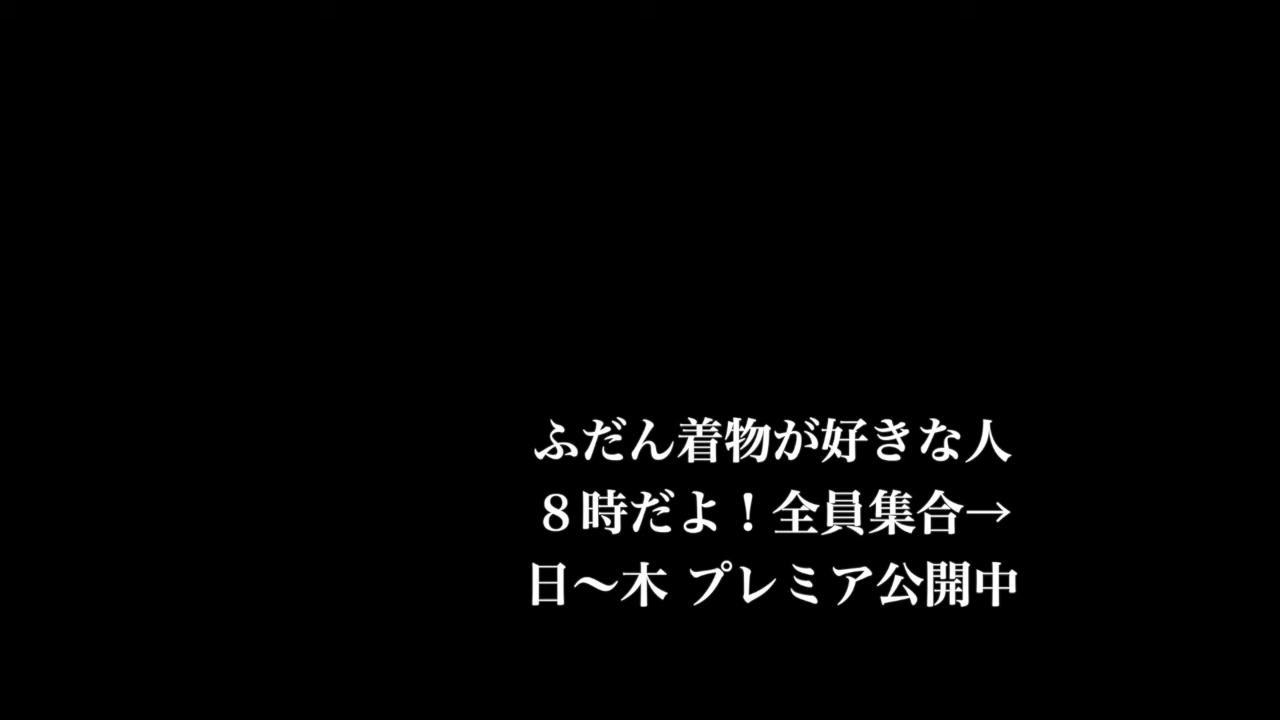 ふだん着物が好きな人
８時だよ！全員集合→
日〜木 プレミア公開中